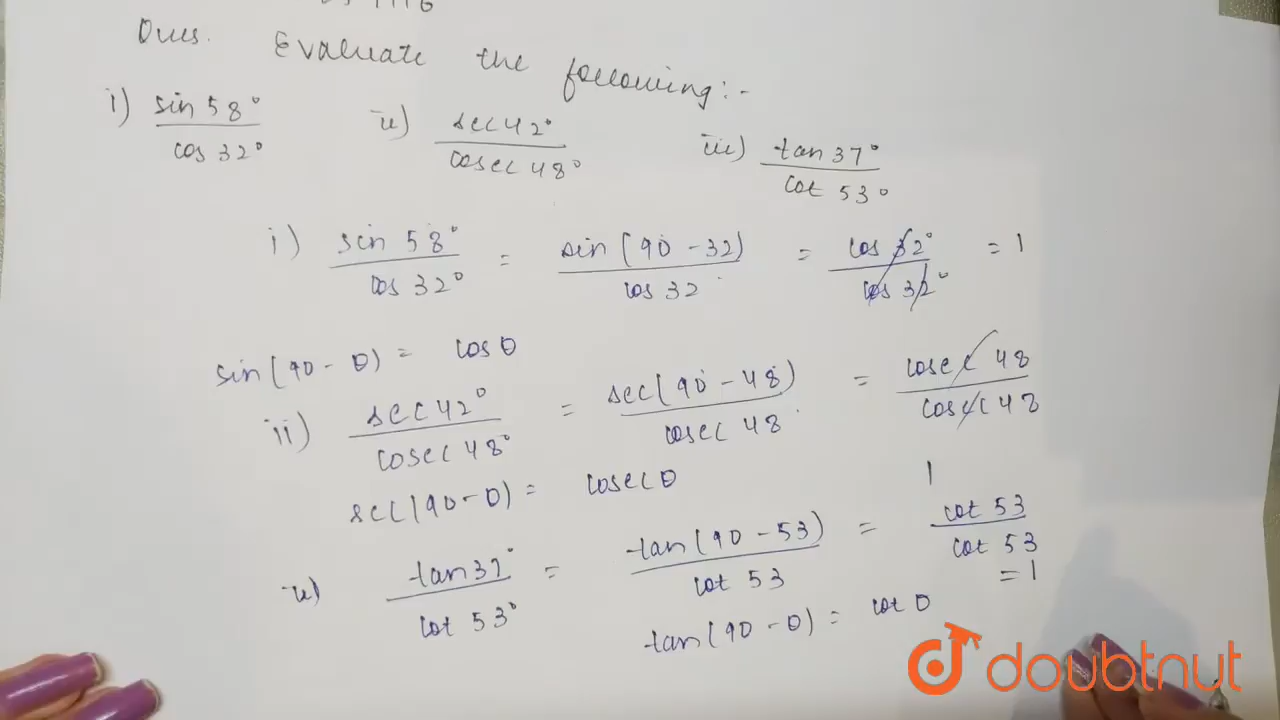 Ques. Evaluate the following:-
i) sin 58° / cos 32° ii) sec 42° / cosec 48° iii) tan 37° / cot 53°
i) sin 58° / cos 32° = sin (90 - 32) / cos 32 = cos 32° / cos 32° = 1
sin (90 - θ) = cos θ
ii) sec 42° / cosec 48° = sec (90 - 48) / cosec 48 = cosec 48 / cosec 48
sec (90 - θ) = cosec θ
1
tan 37° / cot 53° = tan (90 - 53) / cot 53 = cot 53 / cot 53
= 1
tan (90 - θ) = cot θ
doubtnut